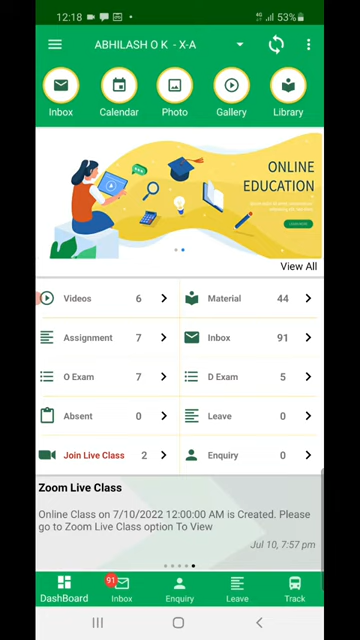 12:18 53%
ABHILASH O K - X-A
Inbox Calendar Photo Gallery Library
ONLINE
EDUCATION
View All
Videos 6 Material 44
Assignment 7 Inbox 91
O Exam 7 D Exam 5
Absent 0 Leave 0
Join Live Class 2 Enquiry 0
Zoom Live Class
Online Class on 7/10/2022 12:00:00 AM is Created. Please
go to Zoom Live Class option To View
Jul 10, 7:57 pm
91
DashBoard Inbox Enquiry Leave Track